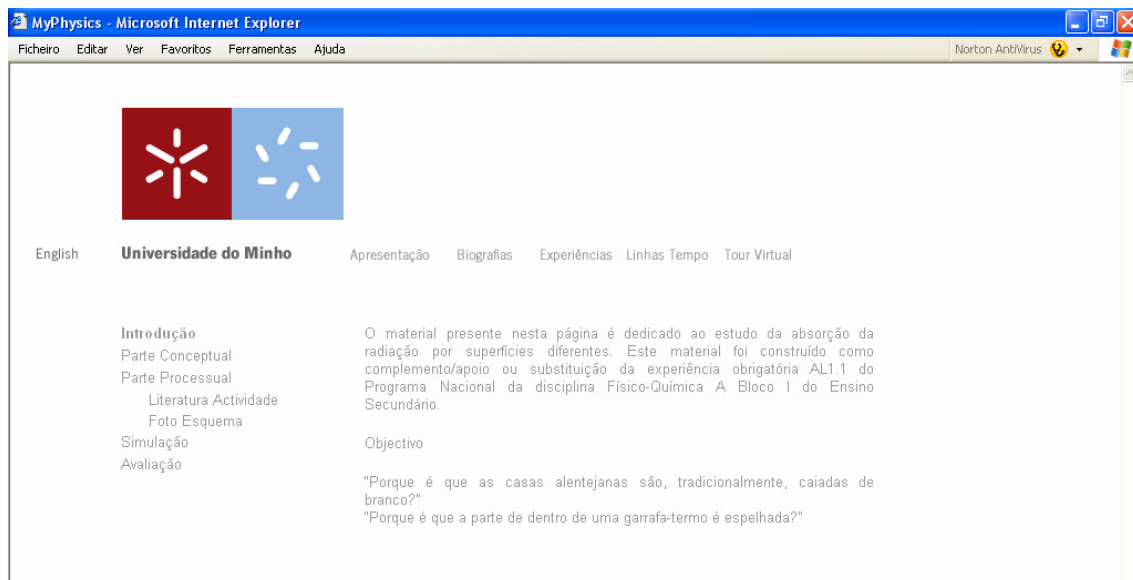 MyPhysics - Microsoft Internet Explorer
Ficheiro Editar Ver Favoritos Ferramentas Ajuda Norton AntiVirus
English Universidade do Minho Apresentação Biografias Experiências Linhas Tempo Tour Virtual
Introdução
Parte Conceptual
Parte Processual
Literatura Actividade
Foto Esquema
Simulação
Avaliação
O material presente nesta página é dedicado ao estudo da absorção da
radiação por superfícies diferentes. Este material foi construído como
complemento/apoio ou substituição da experiência obrigatória AL1.1 do
Programa Nacional da disciplina Físico-Química A Bloco I do Ensino
Secundário.
Objectivo
"Porque é que as casas alentejanas são, tradicionalmente, caiadas de
branco?"
"Porque é que a parte de dentro de uma garrafa-termo é espelhada?"